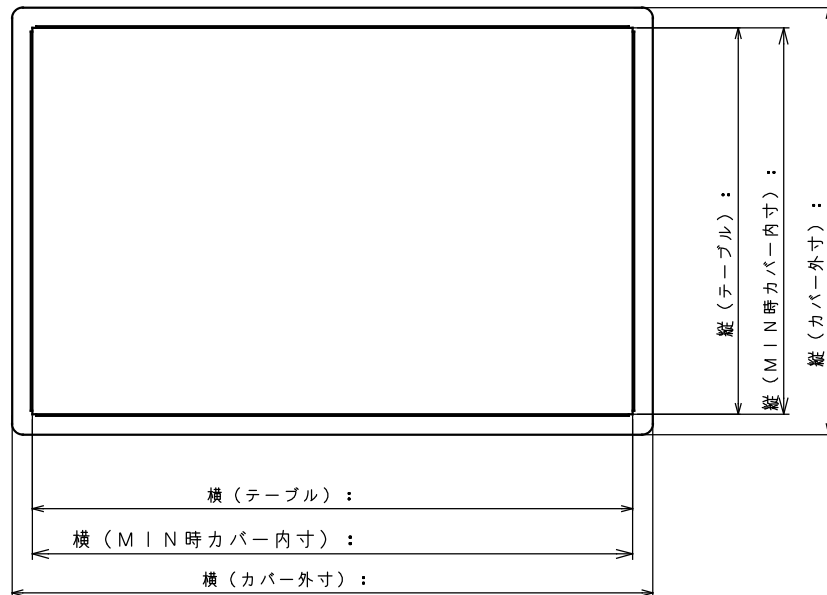 縦（テーブル）：
縦（ＭＩＮ時カバー内寸）：
縦（カバー外寸）：
横（テーブル）：
横（ＭＩＮ時カバー内寸）：
横（カバー外寸）：